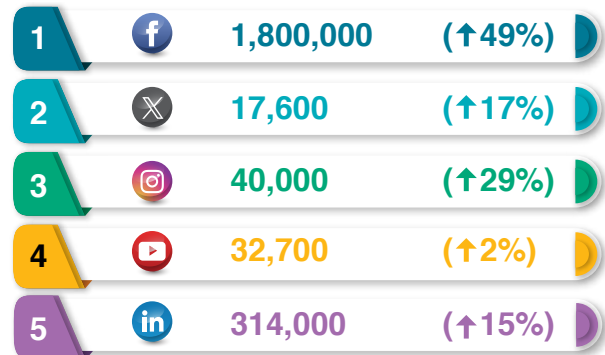 1 f 1,800,000 (↑49%)
2 X 17,600 (↑17%)
3 40,000 (↑29%)
4 32,700 (↑2%)
5 in 314,000 (↑15%)